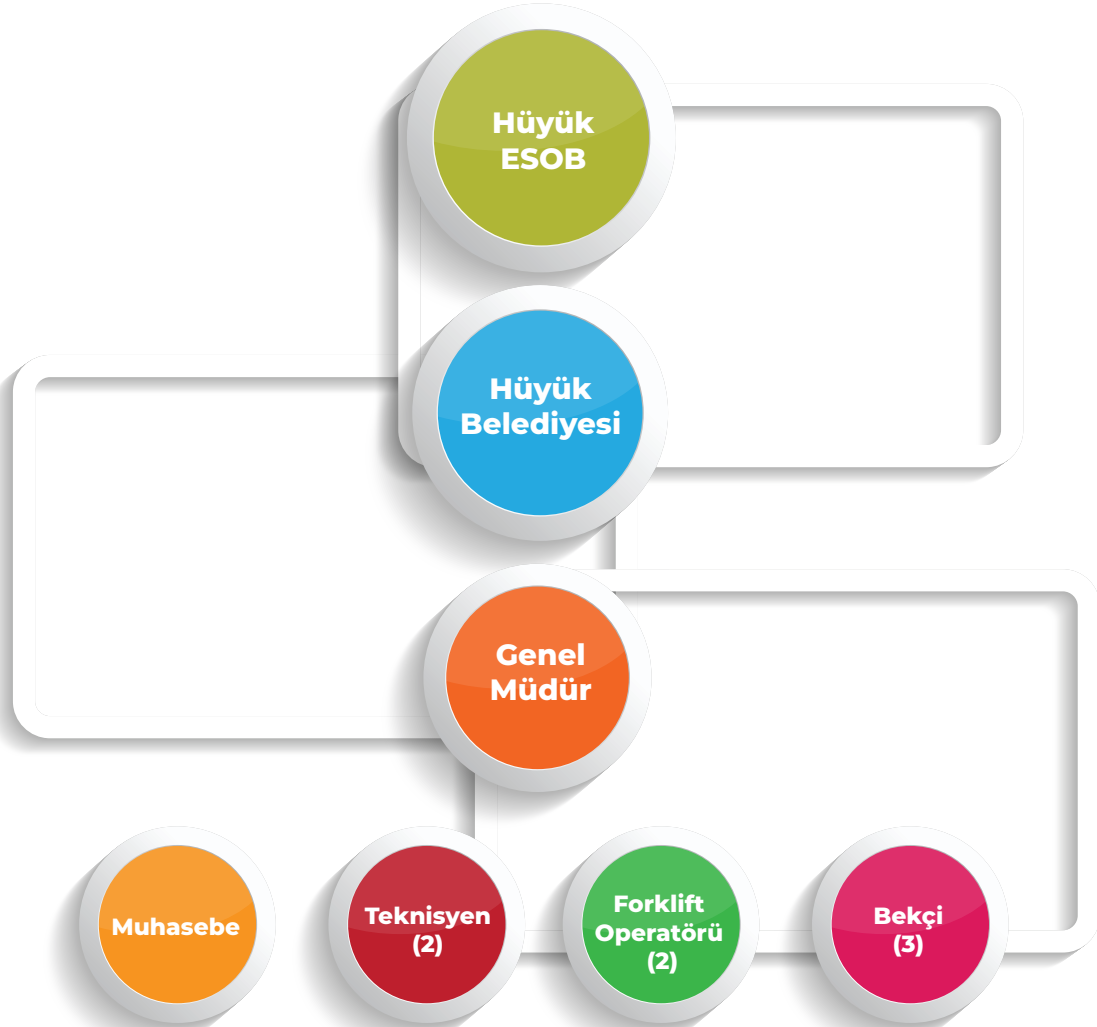 Hüyük
ESOB
Hüyük
Belediyesi
Genel
Müdür
Muhasebe
Teknisyen
(2)
Forklift
Operatörü
(2)
Bekçi
(3)